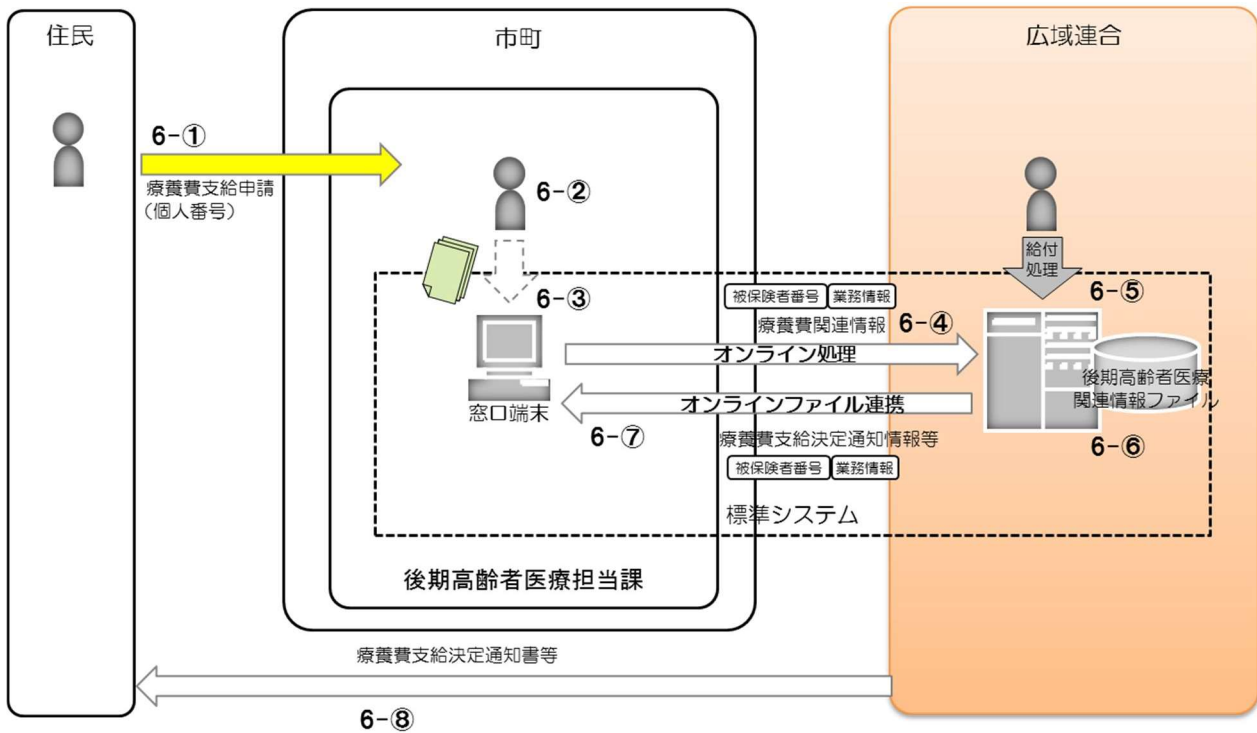 住民
市町
広域連合
6-①
療養費支給申請
(個人番号)
6-②
給付
処理
6-③
被保険者番号 業務情報
6-⑤
療養費関連情報 6-④
オンライン処理
後期高齢者医療
関連情報ファイル
オンラインファイル連携
窓口端末
6-⑦
療養費支給決定通知情報等
6-⑥
被保険者番号 業務情報
標準システム
後期高齢者医療担当課
療養費支給決定通知書等
6-⑧